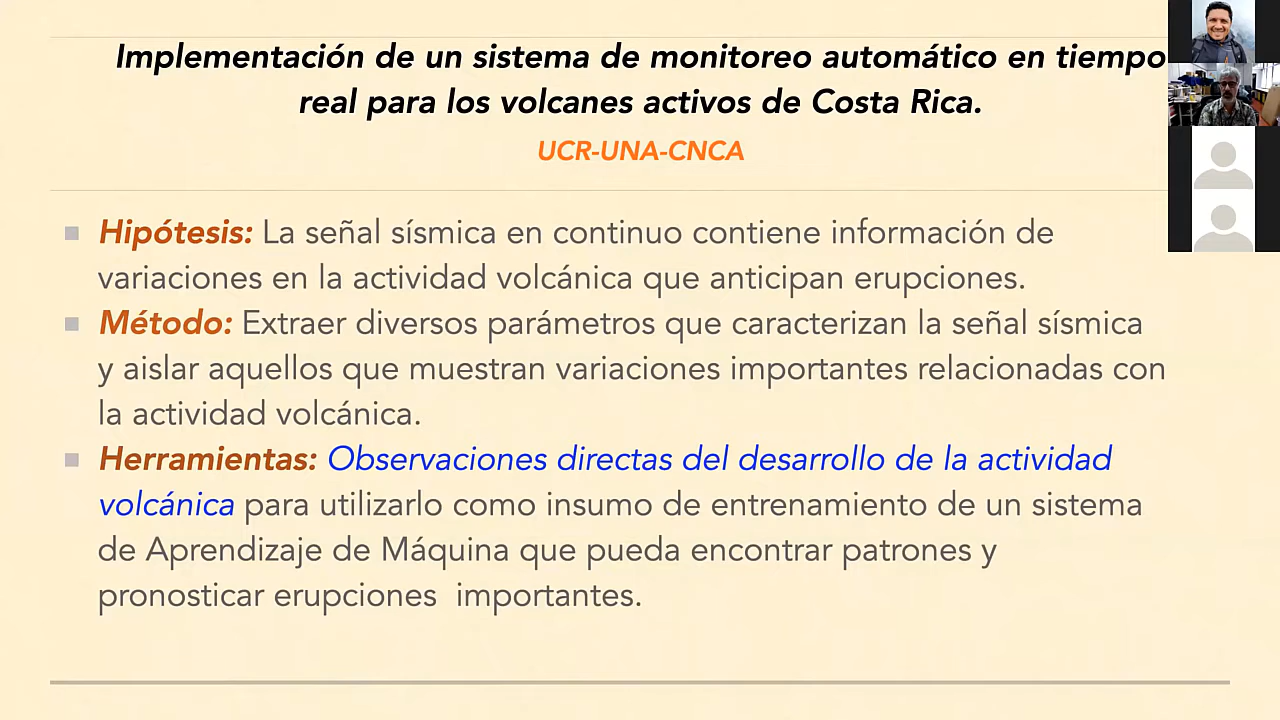 Implementación de un sistema de monitoreo automático en tiempo
real para los volcanes activos de Costa Rica.
UCR-UNA-CNCA
Hipótesis: La señal sísmica en continuo contiene información de
variaciones en la actividad volcánica que anticipan erupciones.
Método: Extraer diversos parámetros que caracterizan la señal sísmica
y aislar aquellos que muestran variaciones importantes relacionadas con
la actividad volcánica.
Herramientas: Observaciones directas del desarrollo de la actividad
volcánica para utilizarlo como insumo de entrenamiento de un sistema
de Aprendizaje de Máquina que pueda encontrar patrones y
pronosticar erupciones importantes.